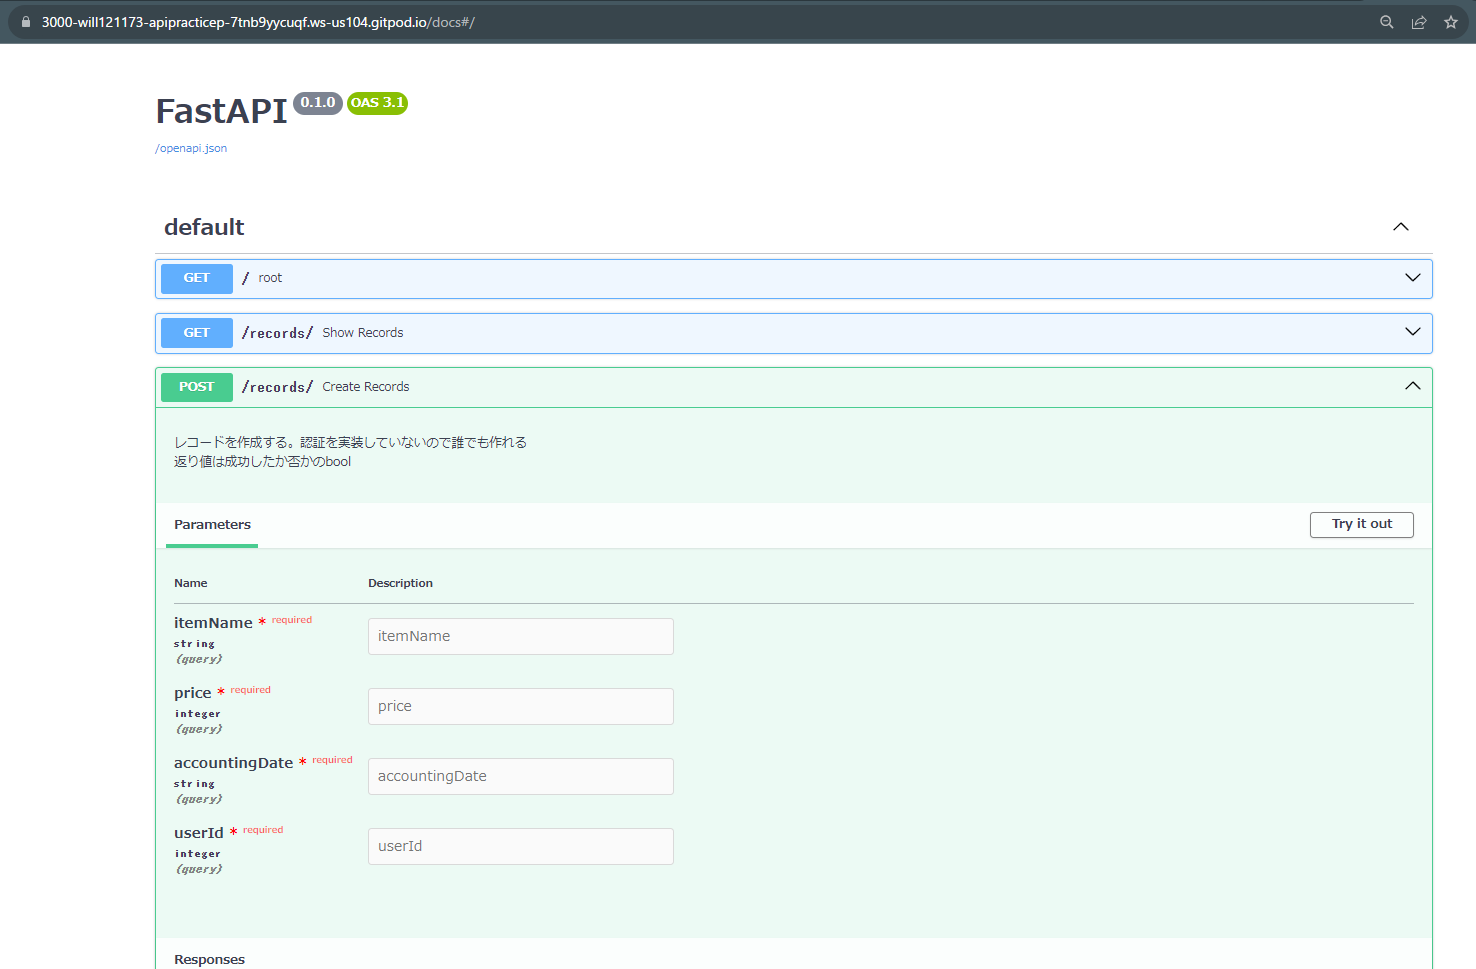 3000-will121173-apipracticep-7tnb9yycuqf.ws-us104.gitpod.io/docs#/
FastAPI 0.1.0 OAS 3.1
/openapi.json
default
GET / root
GET /records/ Show Records
POST /records/ Create Records
レコードを作成する。認証を実装していないので誰でも作れる
返り値は成功したか否かのbool
Parameters Try it out
Name Description
itemName * required itemName
string
(query)
price * required price
integer
(query)
accountingDate * required accountingDate
string
(query)
userId * required userId
integer
(query)
Responses